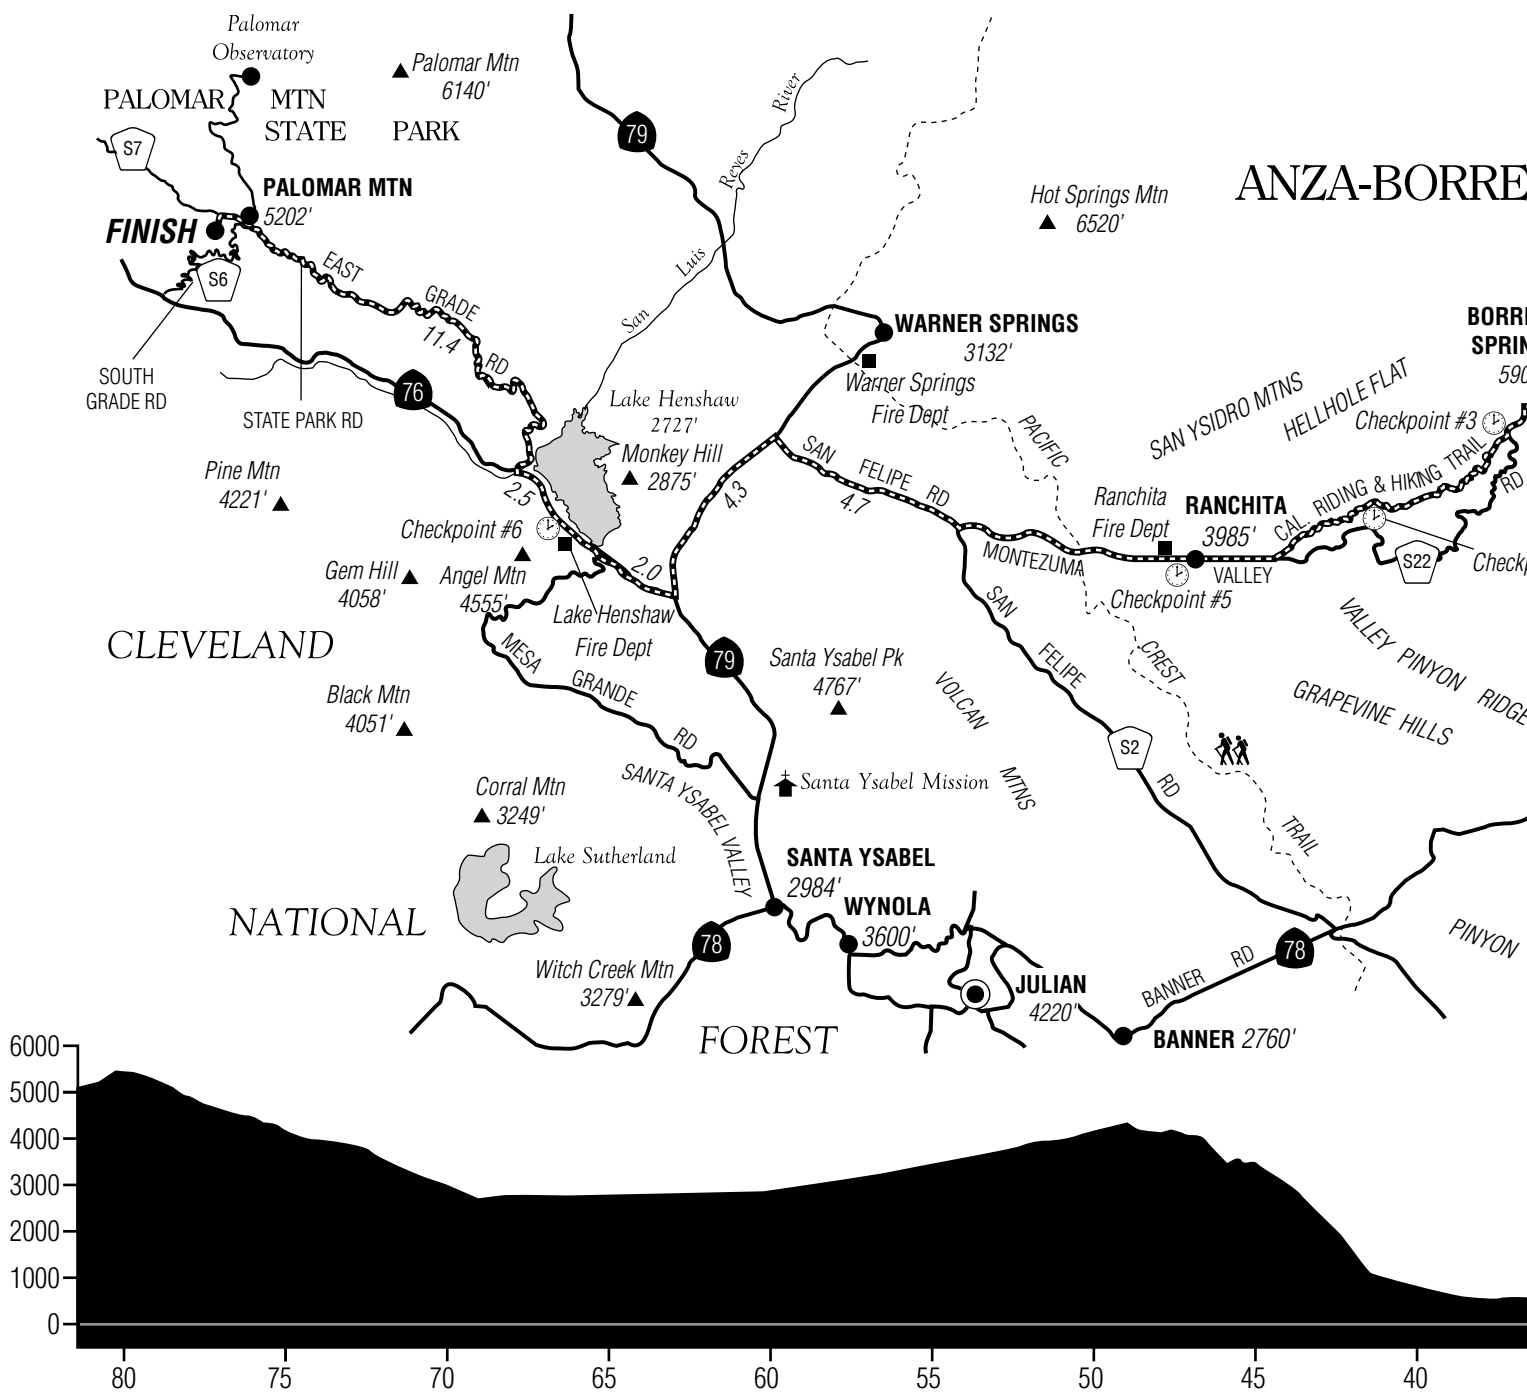 Palomar
Observatory
Palomar Mtn
6140'
PALOMAR MTN
STATE PARK
S7
79
River
Reyes
Luis
San
PALOMAR MTN
5202'
FINISH
S6
EAST
GRADE
RD
11.4
SOUTH
GRADE RD
STATE PARK RD
76
Hot Springs Mtn
6520'
ANZA-BORRE
WARNER SPRINGS
3132'
Warner Springs
Fire Dept
BORRE
SPRIN
590
Lake Henshaw
2727'
Monkey Hill
2875'
Pine Mtn
4221'
2.5
Checkpoint #6
4.3
SAN
FELIPE
RD
4.7
PACIFIC
SAN YSIDRO MTNS
HELLHOLE FLAT
Checkpoint #3
CAL. RIDING & HIKING TRAIL
RD
Ranchita
Fire Dept
RANCHITA
3985'
MONTEZUMA
VALLEY
S22
Checkp
Checkpoint #5
Gem Hill
4058'
Angel Mtn
4555'
2.0
Lake Henshaw
Fire Dept
CLEVELAND
MESA
GRANDE
RD
79
Santa Ysabel Pk
4767'
VOLCAN
MTNS
SAN
FELIPE
S2
RD
CREST
TRAIL
VALLEY PINYON RIDGE
GRAPEVINE HILLS
Black Mtn
4051'
Corral Mtn
3249'
SANTA YSABEL VALLEY
Santa Ysabel Mission
Lake Sutherland
SANTA YSABEL
2984'
WYNOLA
3600'
NATIONAL
78
Witch Creek Mtn
3279'
FOREST
JULIAN
4220'
BANNER RD
78
PINYON
BANNER 2760'
6000
5000
4000
3000
2000
1000
0
80 75 70 65 60 55 50 45 40